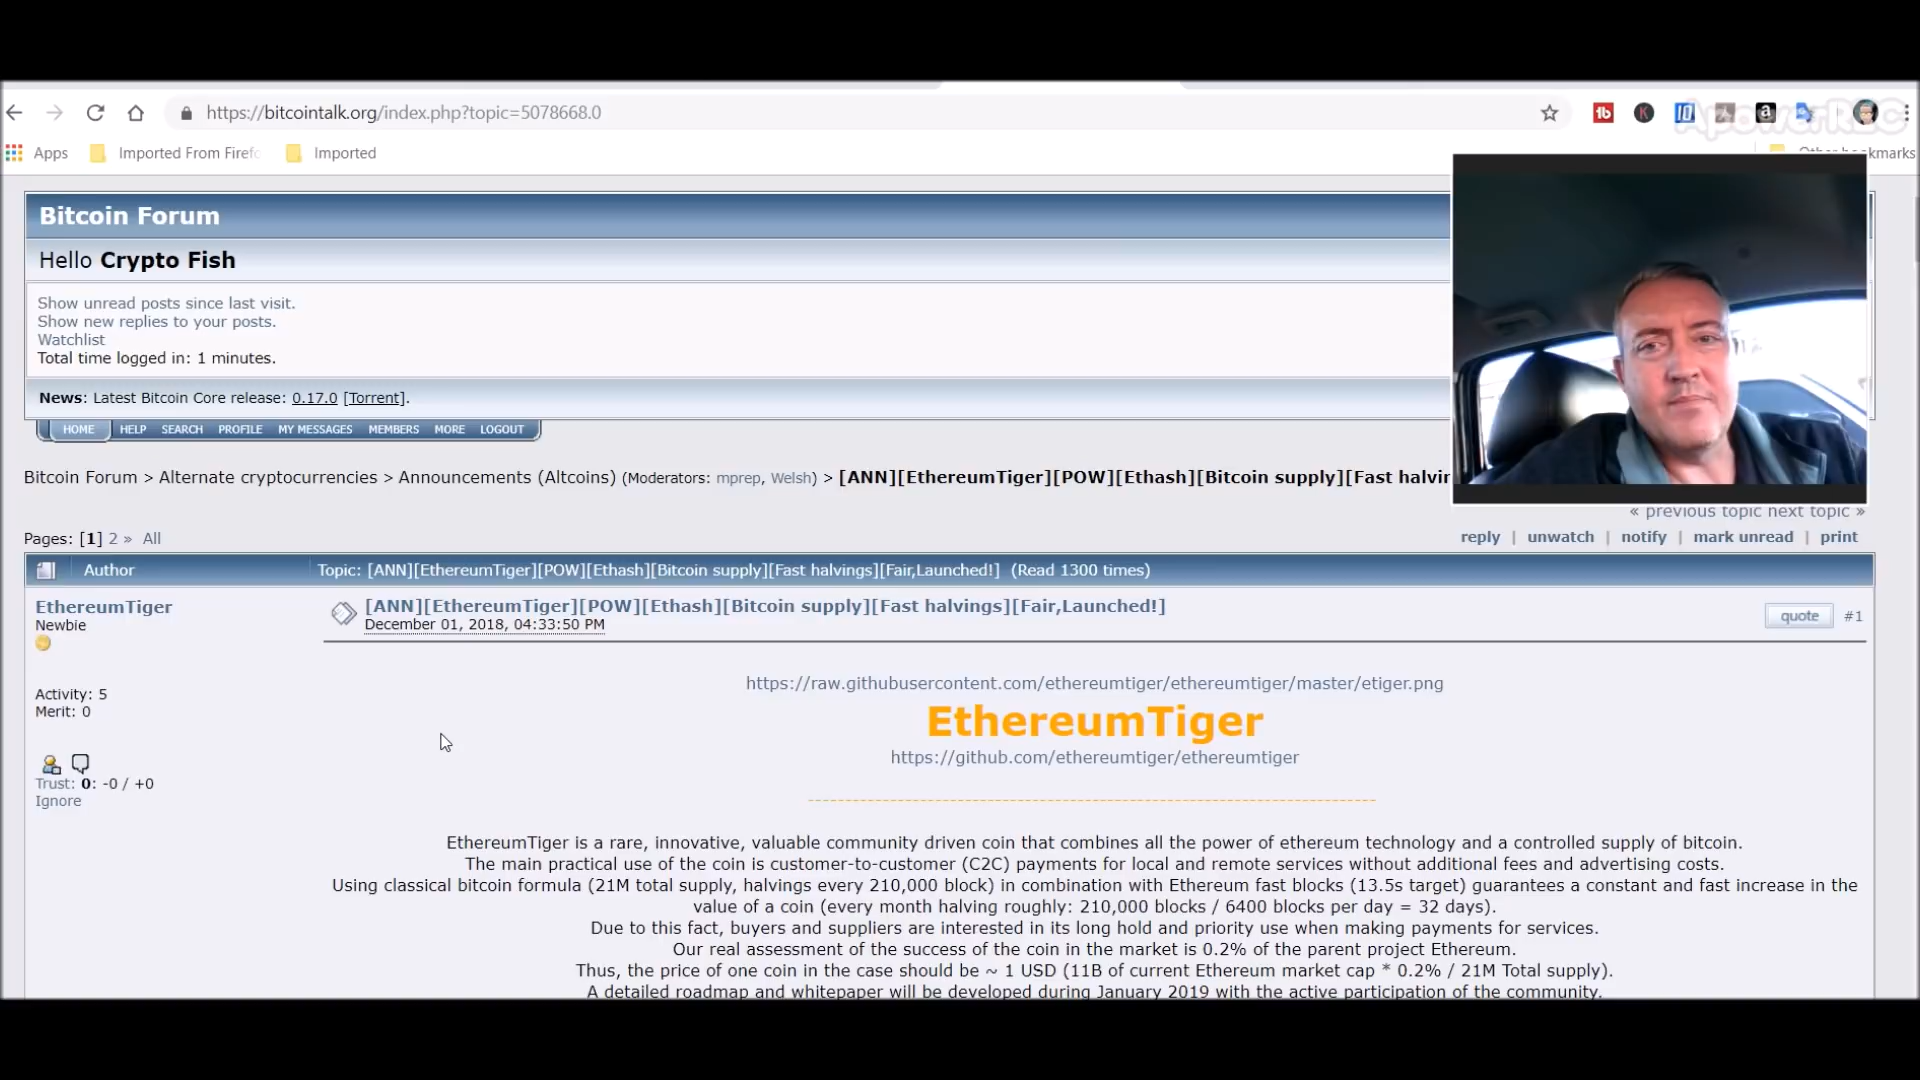 https://bitcointalk.org/index.php?topic=5078668.0
ApowerREC
Apps Imported From Firefo Imported
Bitcoin Forum
Hello Crypto Fish
Show unread posts since last visit.
Show new replies to your posts.
Watchlist
Total time logged in: 1 minutes.
News: Latest Bitcoin Core release: 0.17.0 [Torrent].
HOME HELP SEARCH PROFILE MY MESSAGES MEMBERS MORE LOGOUT
Bitcoin Forum > Alternate cryptocurrencies > Announcements (Altcoins) (Moderators: mprep, Welsh) > [ANN][EthereumTiger][POW][Ethash][Bitcoin supply][Fast halvin
« previous topic next topic »
Pages: [1] 2 » All
reply | unwatch | notify | mark unread | print
Author Topic: [ANN][EthereumTiger][POW][Ethash][Bitcoin supply][Fast halvings][Fair,Launched!] (Read 1300 times)
EthereumTiger
Newbie
Activity: 5
Merit: 0
Trust: 0: -0 / +0
Ignore
[ANN][EthereumTiger][POW][Ethash][Bitcoin supply][Fast halvings][Fair,Launched!]
December 01, 2018, 04:33:50 PM
quote #1
https://raw.githubusercontent.com/ethereumtiger/ethereumtiger/master/etiger.png
EthereumTiger
https://github.com/ethereumtiger/ethereumtiger
EthereumTiger is a rare, innovative, valuable community driven coin that combines all the power of ethereum technology and a controlled supply of bitcoin.
The main practical use of the coin is customer-to-customer (C2C) payments for local and remote services without additional fees and advertising costs.
Using classical bitcoin formula (21M total supply, halvings every 210,000 block) in combination with Ethereum fast blocks (13.5s target) guarantees a constant and fast increase in the
value of a coin (every month halving roughly: 210,000 blocks / 6400 blocks per day = 32 days).
Due to this fact, buyers and suppliers are interested in its long hold and priority use when making payments for services.
Our real assessment of the success of the coin in the market is 0.2% of the parent project Ethereum.
Thus, the price of one coin in the case should be ~ 1 USD (11B of current Ethereum market cap * 0.2% / 21M Total supply).
A detailed roadmap and whitepaper will be developed during January 2019 with the active participation of the community.